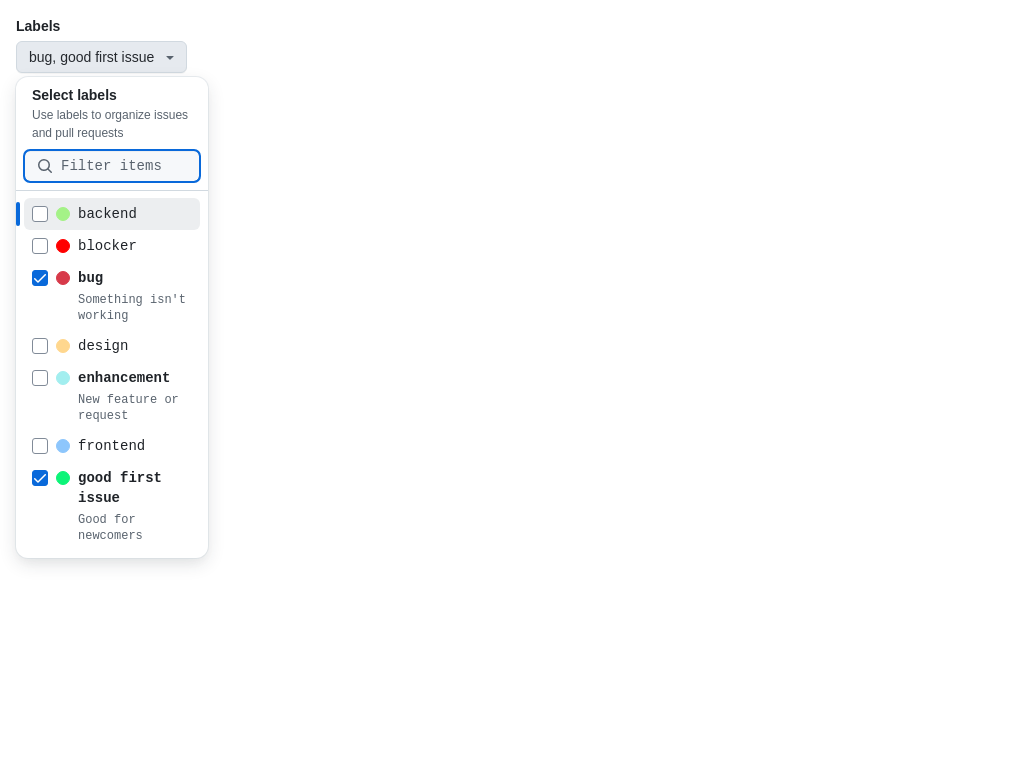 Labels
bug, good first issue
Select labels
Use labels to organize issues
and pull requests
Filter items
backend
blocker
bug
Something isn't
working
design
enhancement
New feature or
request
frontend
good first
issue
Good for
newcomers